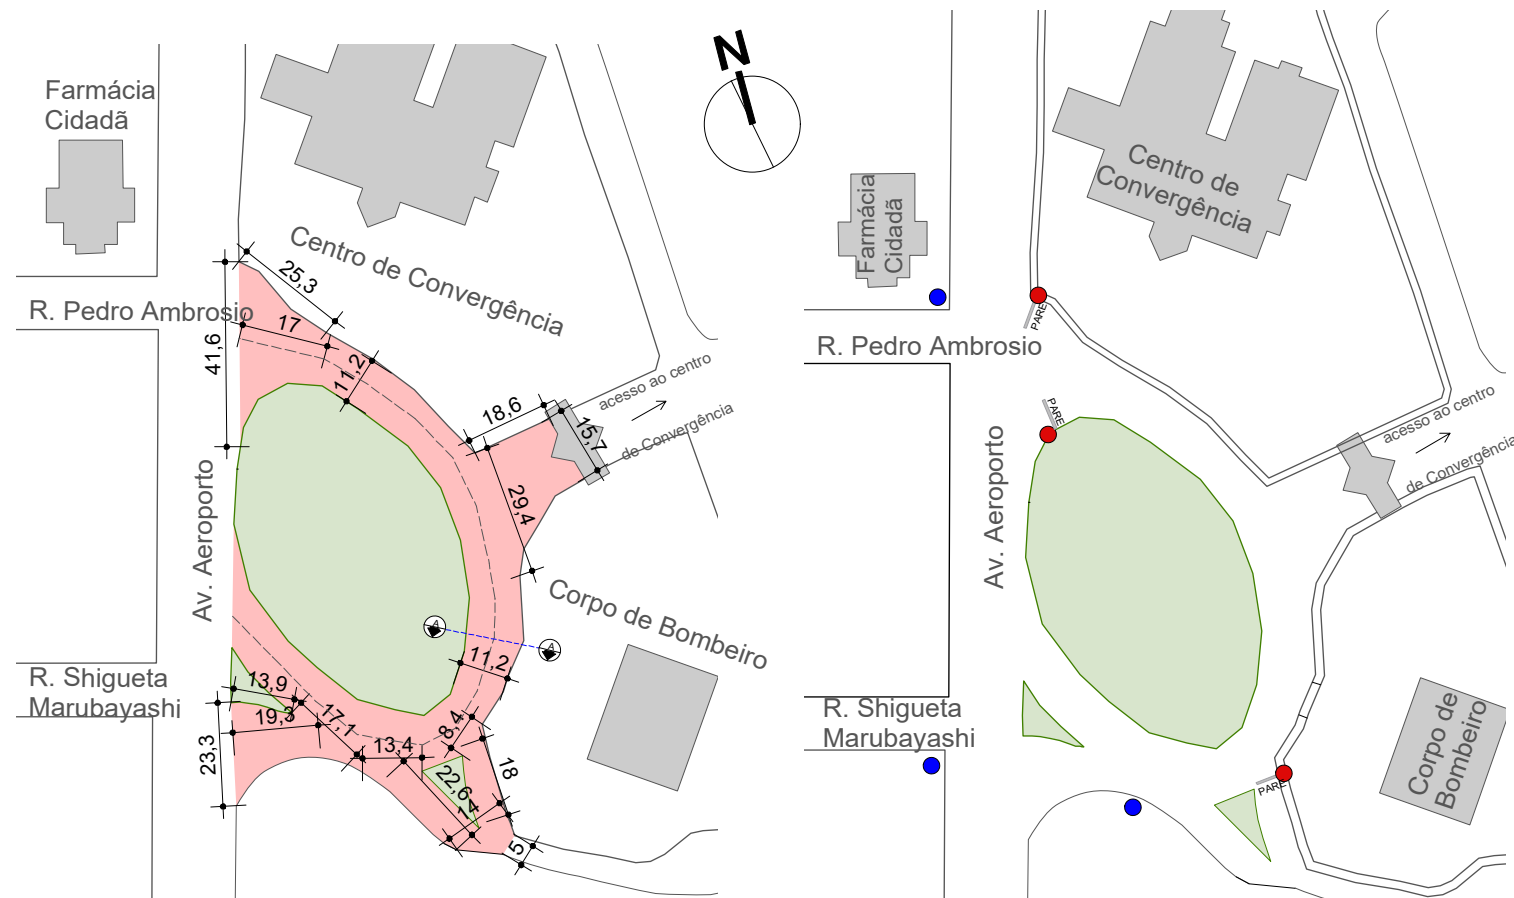 Farmácia
Cidadã
N
Centro de Convergência
25,3
R. Pedro Ambrosio
17
41,6
11,2
18,6
15,7
acesso ao centro
de Convergência
29,4
Av. Aeroporto
A
A
Corpo de Bombeiro
11,2
R. Shigueta
Marubayashi
13,9
19,3
17,1
23,3
13,4
8,4
22,6
14
18
5
Centro de
Convergência
Farmácia
Cidadã
PARE
R. Pedro Ambrosio
PARE
acesso ao centro
de Convergência
Av. Aeroporto
R. Shigueta
Marubayashi
Corpo de
Bombeiro
PARE